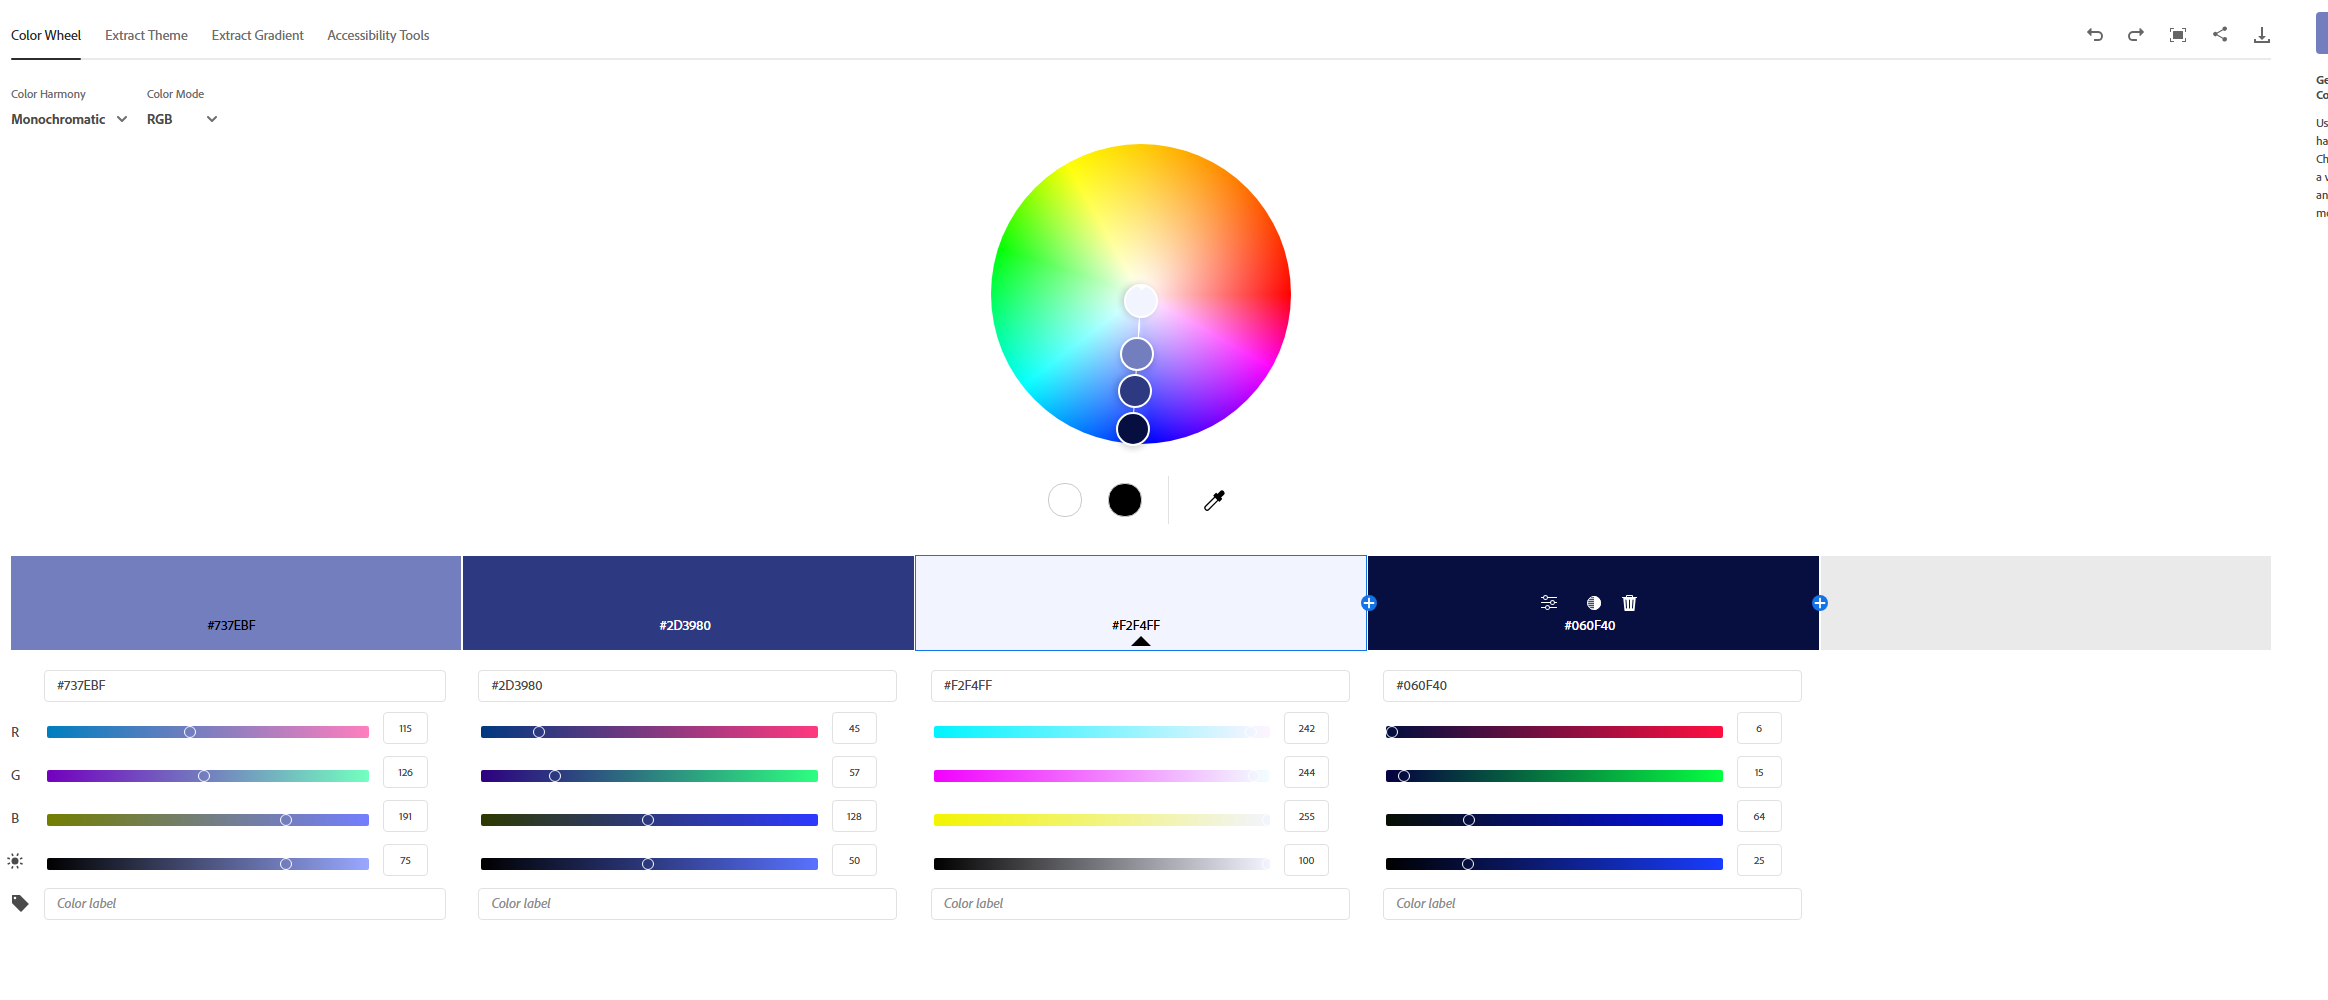 Color Wheel Extract Theme Extract Gradient Accessibility Tools
Color Harmony Color Mode
Monochromatic RGB
Ge
Co
Us
ha
Ch
a v
an
mo
#737EBF #2D3980 #F2F4FF #060F40
#737EBF #2D3980 #F2F4FF #060F40
R 115 45 242 6
G 126 57 244 15
B 191 128 255 64
75 50 100 25
Color label Color label Color label Color label